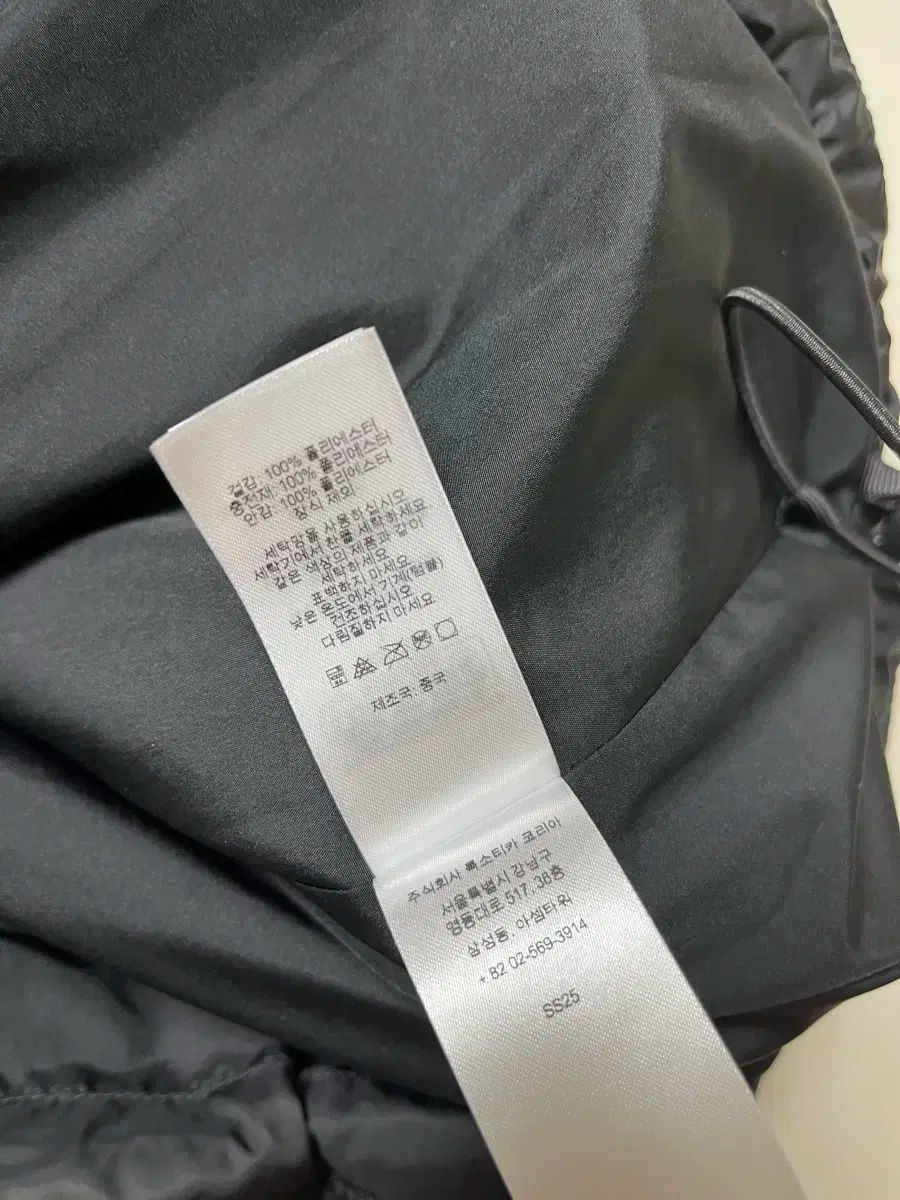 겉감: 100% 폴리에스터
충전재: 100% 폴리에스터
안감: 100% 폴리에스터
장식 제외
세탁망을 사용하십시오
세탁기에서 찬물 세탁하세요
같은 색상의 제품과 같이
세탁하세요
표백하지 마세요
낮은 온도에서 기계(텀블)
건조하십시오
다림질하지 마세요
제조국: 중국
주식회사 룩소티카 코리아
서울특별시 강남구
영동대로 517, 38층
삼성동 아셈타워
+ 82 02-569-3914
SS25